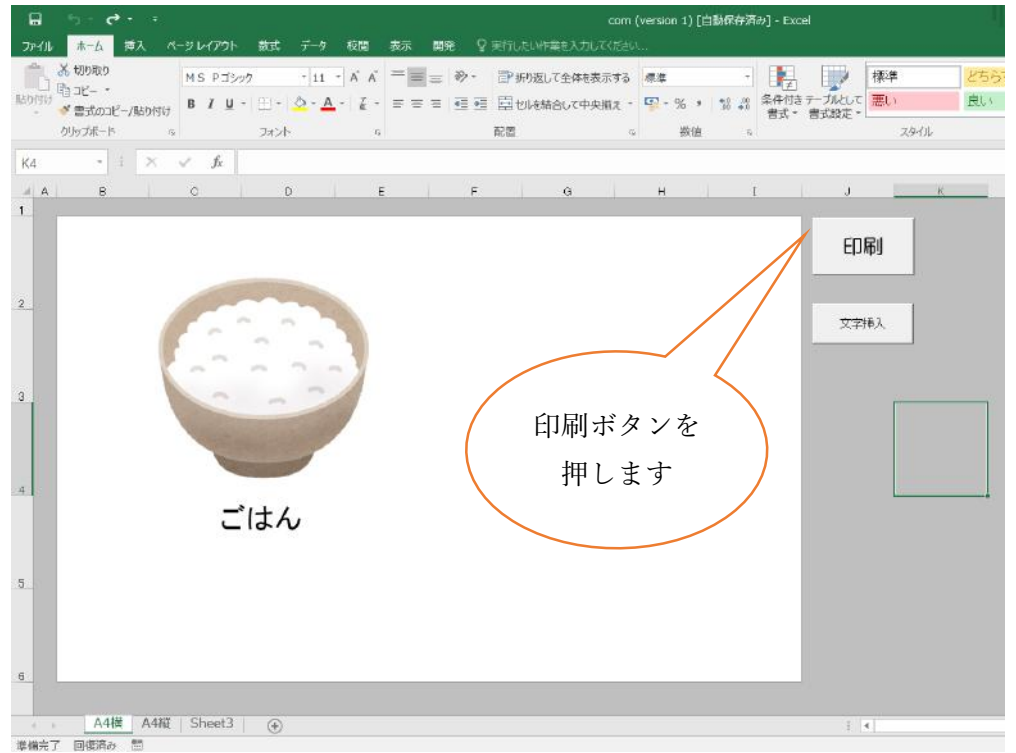 com (version 1) [自動保存済み] - Excel
ファイル ホーム 挿入 ページ レイアウト 数式 データ 校閲 表示 開発 実行したい作業を入力してください...
切り取り
コピー
書式のコピー/貼り付け
貼り付け
クリップボード
MS Pゴシック 11
B I U
フォント
折り返して全体を表示する
セルを結合して中央揃え
配置
標準
数値
条件付き書式
テーブルとして書式設定
標準 どちら
悪い 良い
スタイル
K4
fx
A B C D E F G H I J K
1
2
3
4
5
6
印刷
文字挿入
印刷ボタンを
押します
ごはん
A4横 A4縦 Sheet3
準備完了 回復済み